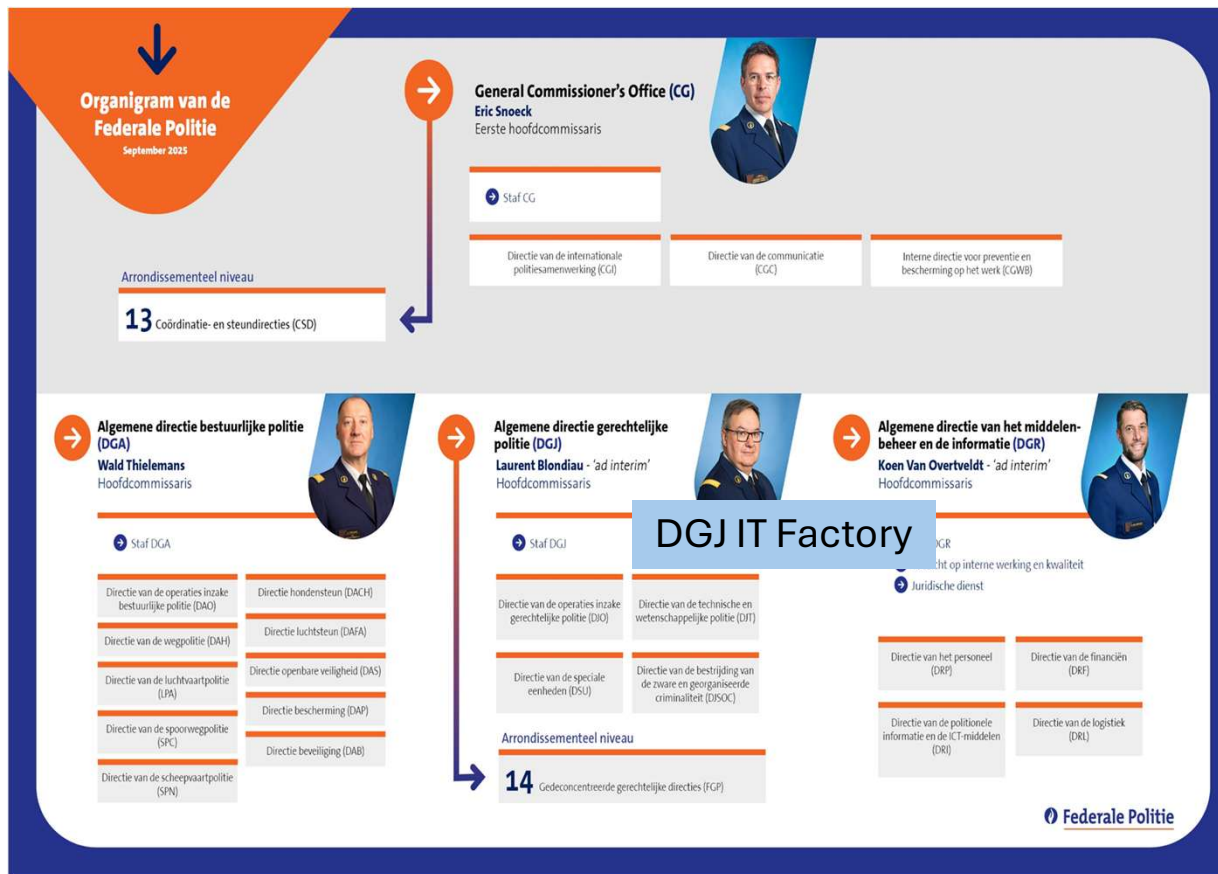 Organigram van de
Federale Politie
September 2025
General Commissioner's Office (CG)
Eric Snoeck
Eerste hoofdcommissaris
Staf CG
Directie van de internationale
politiesamenwerking (CGI)
Directie van de communicatie
(CGC)
Interne directie voor preventie en
bescherming op het werk (CGWB)
Arrondissementeel niveau
13 Coördinatie- en steundirecties (CSD)
Algemene directie bestuurlijke politie
(DGA)
Wald Thielemans
Hoofdcommissaris
Staf DGA
Directie van de operaties inzake
bestuurlijke politie (DAO)
Directie van de wegpolitie (DAH)
Directie van de luchtvaartpolitie
(LPA)
Directie van de spoorwegpolitie
(SPC)
Directie van de scheepvaartpolitie
(SPN)
Directie hondensteun (DACH)
Directie luchtsteun (DAFA)
Directie openbare veiligheid (DAS)
Directie bescherming (DAP)
Directie beveiliging (DAB)
Algemene directie gerechtelijke
politie (DGJ)
Laurent Blondiau - 'ad interim'
Hoofdcommissaris
Staf DGJ
DGJ IT Factory
Directie van de operaties inzake
gerechtelijke politie (DJO)
Directie van de technische en
wetenschappelijke politie (DJT)
Directie van de speciale
eenheden (DSU)
Directie van de bestrijding van
de zware en georganiseerde
criminaliteit (DJSOC)
Arrondissementeel niveau
14 Gedeconcentreerde gerechtelijke directies (FGP)
Algemene directie van het middelen-
beheer en de informatie (DGR)
Koen Van Overtveldt - 'ad interim'
Hoofdcommissaris
op interne werking en kwaliteit
Juridische dienst
Directie van het personeel
(DRP)
Directie van de financiën
(DRF)
Directie van de politionele
informatie en de ICT-middelen
(DRI)
Directie van de logistiek
(DRL)
Federale Politie